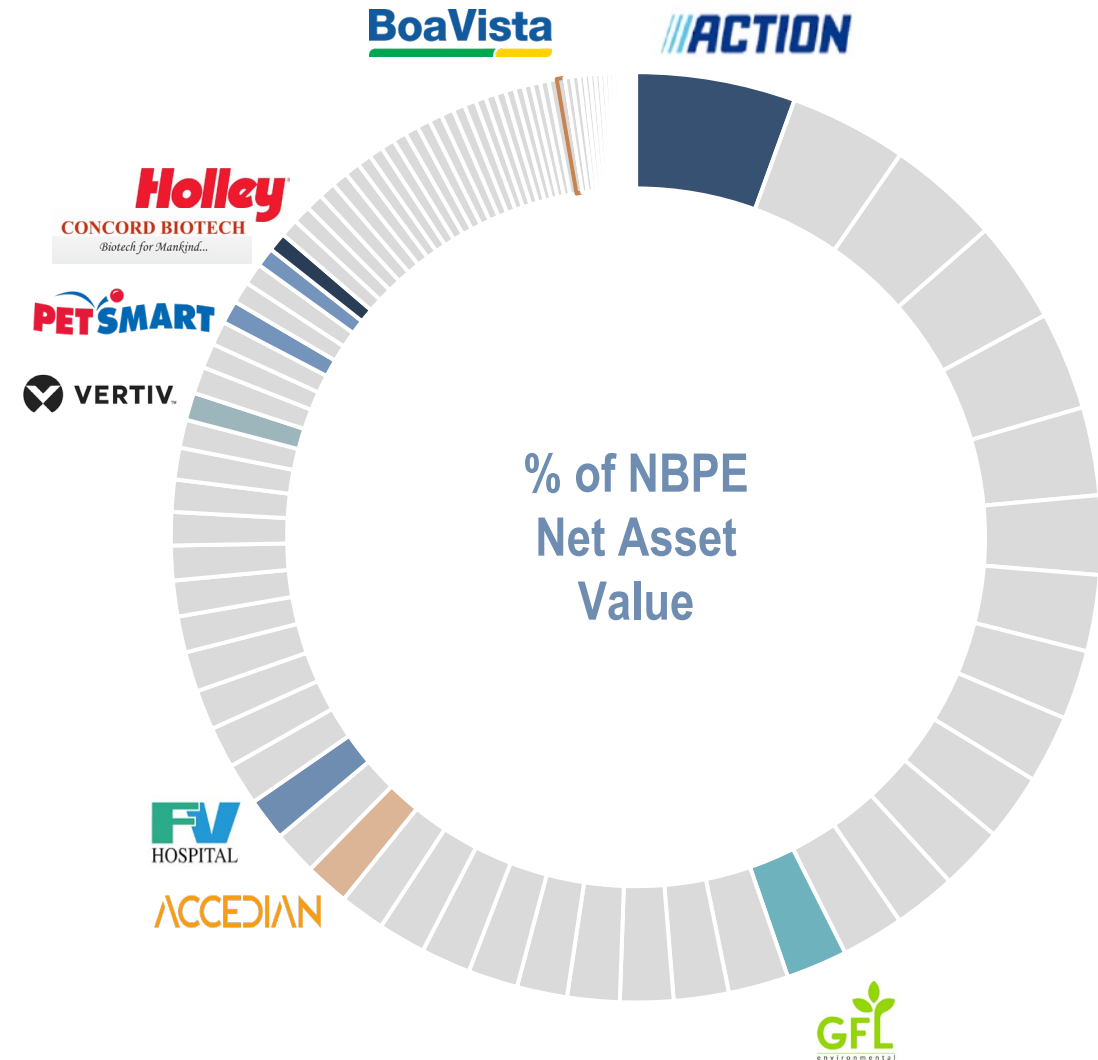 BoaVista
ACTION
Holley
CONCORD BIOTECH
Biotech for Mankind...
PETSMART
VERTIV™
% of NBPE
Net Asset
Value
FV
HOSPITAL
ACCEDIAN
GFL
environmental